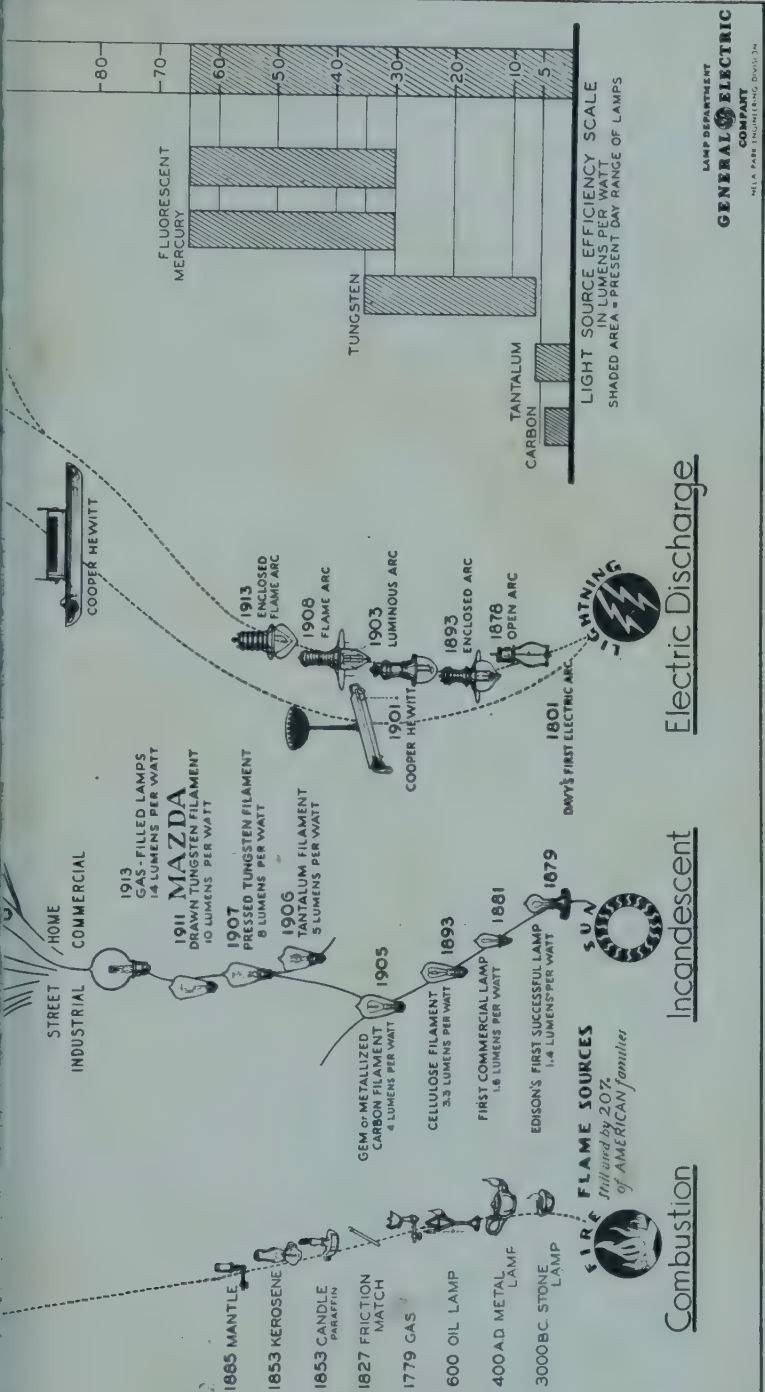 1885 MANTLE
1853 KEROSENE
1853 CANDLE
PARAFFIN
1827 FRICTION
MATCH
1779 GAS
600 OIL LAMP
400 A.D. METAL
LAMP
3000 B.C. STONE
LAMP
FIRE
FLAME SOURCES
Still used by 20%
of AMERICAN families
Combustion
STREET
HOME
INDUSTRIAL
COMMERCIAL
1913
GAS-FILLED LAMPS
14 LUMENS PER WATT
1911 MAZDA
DRAWN TUNGSTEN FILAMENT
10 LUMENS PER WATT
1907
PRESSED TUNGSTEN FILAMENT
8 LUMENS PER WATT
1906
TANTALUM FILAMENT
5 LUMENS PER WATT
1905
GEM or METALLIZED
CARBON FILAMENT
4 LUMENS PER WATT
1893
CELLULOSE FILAMENT
3.3 LUMENS PER WATT
1881
FIRST COMMERCIAL LAMP
1.6 LUMENS PER WATT
1879
EDISON'S FIRST SUCCESSFUL LAMP
1.4 LUMENS PER WATT
SUN
Incandescent
COOPER HEWITT
1913
ENCLOSED
FLAME ARC
1908
FLAME ARC
1903
LUMINOUS ARC
1901
COOPER HEWITT
1893
ENCLOSED ARC
1878
OPEN ARC
1801
DAVY'S FIRST ELECTRIC ARC
LIGHTNING
Electric Discharge
80
70
60
50
40
30
20
10
5
FLUORESCENT
MERCURY
TUNGSTEN
TANTALUM
CARBON
LIGHT SOURCE EFFICIENCY SCALE
IN LUMENS PER WATT
SHADED AREA = PRESENT DAY RANGE OF LAMPS
LAMP DEPARTMENT
GENERAL GE ELECTRIC
COMPANY
NELA PARK ENGINEERING DIVISION